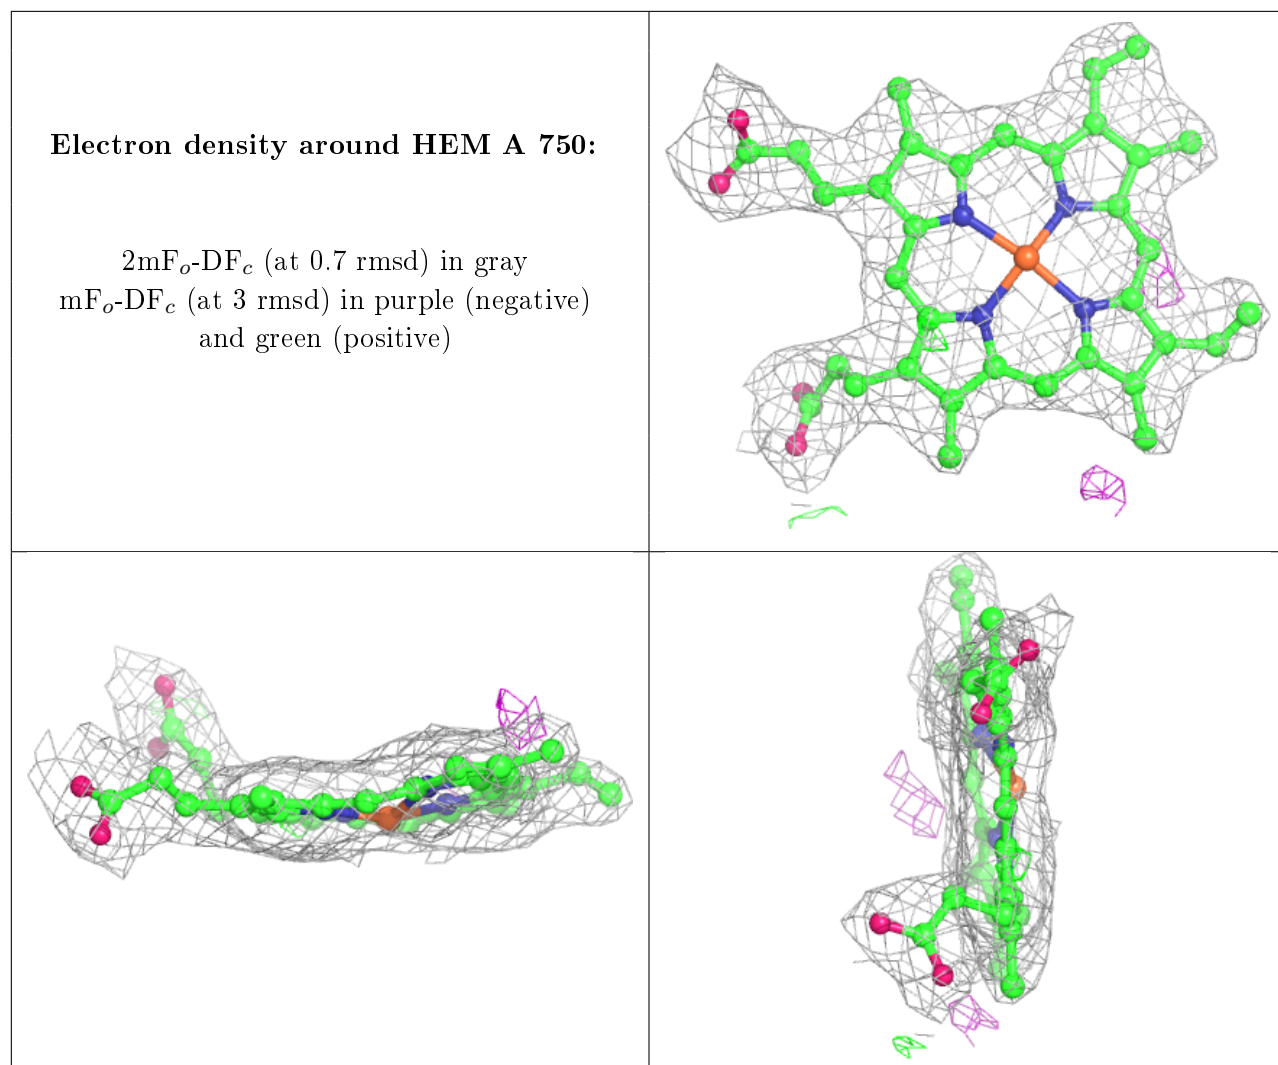 Electron density around HEM A 750:
2mFₒ-DF𝒸 (at 0.7 rmsd) in gray
mFₒ-DF𝒸 (at 3 rmsd) in purple (negative)
and green (positive)